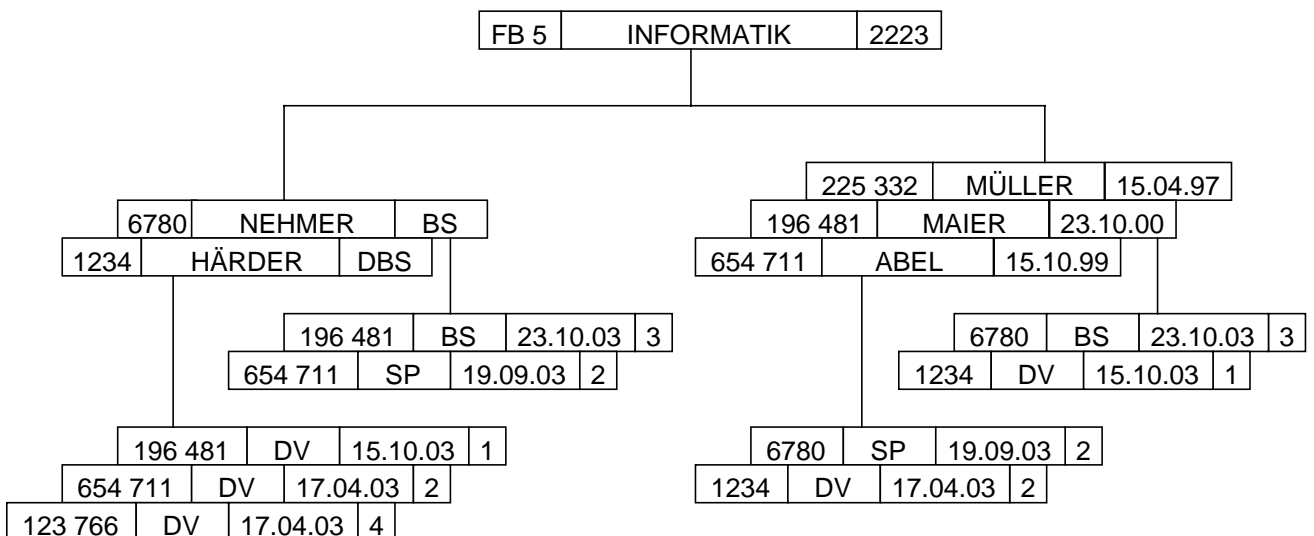 FB 5 INFORMATIK 2223
225 332 MÜLLER 15.04.97
6780 NEHMER BS
196 481 MAIER 23.10.00
1234 HÄRDER DBS
654 711 ABEL 15.10.99
196 481 BS 23.10.03 3
6780 BS 23.10.03 3
654 711 SP 19.09.03 2
1234 DV 15.10.03 1
196 481 DV 15.10.03 1
6780 SP 19.09.03 2
654 711 DV 17.04.03 2
1234 DV 17.04.03 2
123 766 DV 17.04.03 4